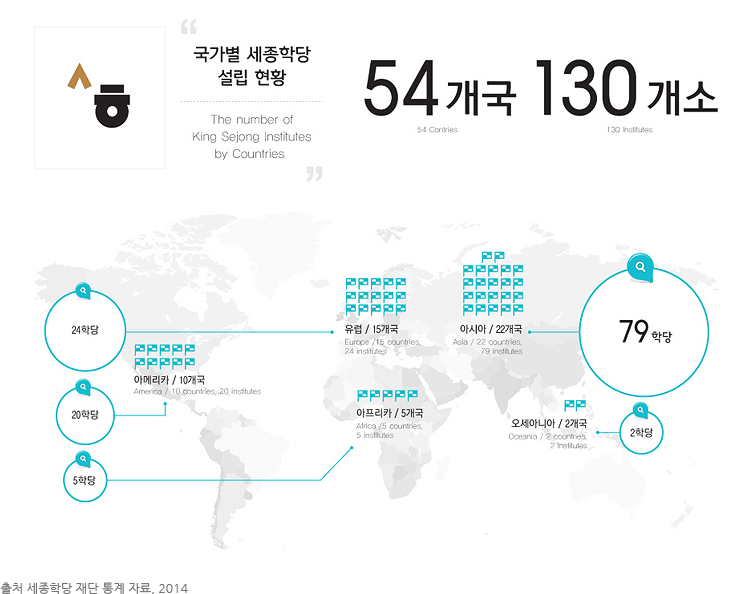 국가별 세종학당
설립 현황
The number of
King Sejong Institutes
by Countries
54개국 130개소
54 Contries
130 Institutes
24학당
유럽 / 15개국
Europe /15 countries,
24 institutes
아시아 / 22개국
Asia / 22 countries,
79 institutes
79 학당
아메리카 / 10개국
America / 10 countries, 20 institutes
20학당
아프리카 / 5개국
Africa /5 countries,
5 institutes
오세아니아 / 2개국
Oceania / 2 countries,
2 Institutes
2학당
5학당
출처 세종학당 재단 통계 자료, 2014